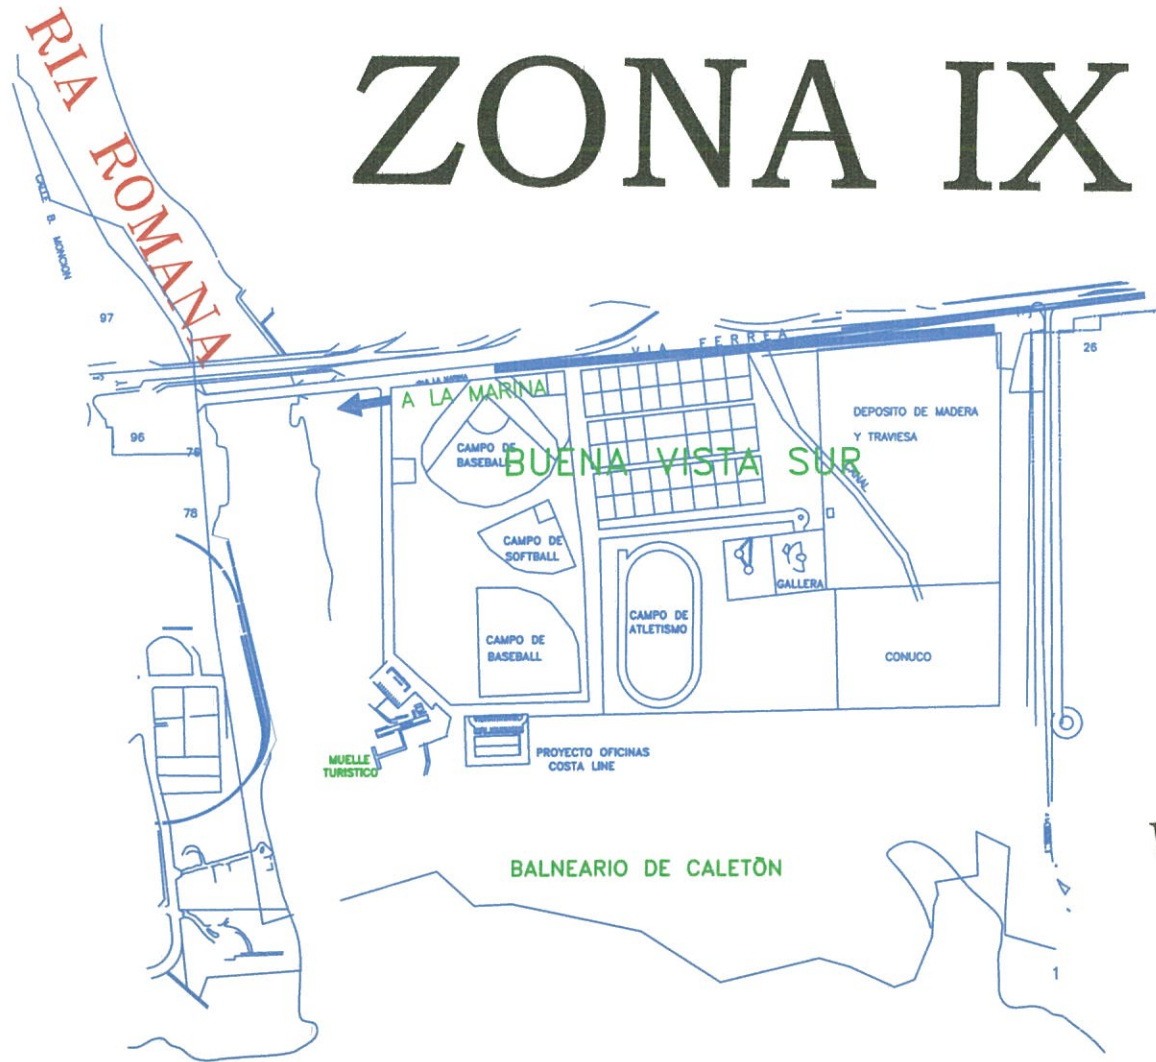 ZONA IX
RIA ROMANA
CALLE B. MONCION
97
VIA FERREA
26
A LA MARINA
96
79
78
CAMPO DE
BASEBALL
BUENA VISTA SUR
DEPOSITO DE MADERA
Y TRAVIESA
CAMPO DE
SOFTBALL
GALLERA
CAMPO DE
ATLETISMO
CAMPO DE
BASEBALL
CONUCO
MUELLE
TURISTICO
PROYECTO OFICINAS
COSTA LINE
BALNEARIO DE CALETÓN
1